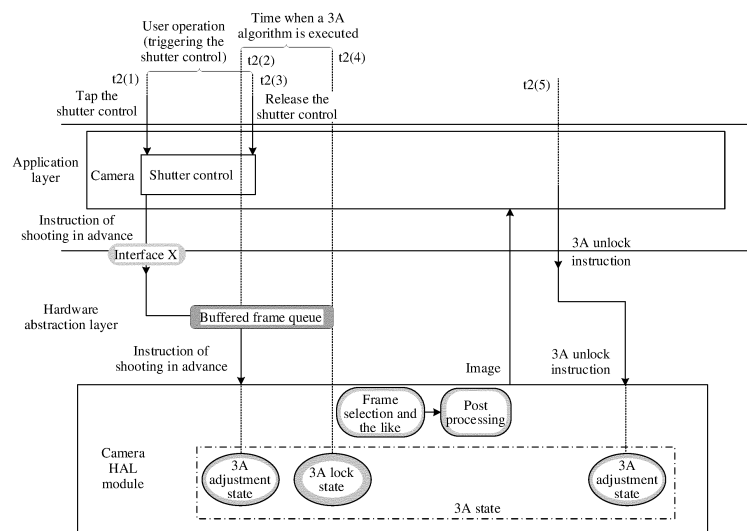 Time when a 3A
algorithm is executed
User operation
(triggering the
shutter control)
t2(1)
t2(2)
t2(3)
t2(4)
t2(5)
Tap the
shutter control
Release the
shutter control
Application
layer
Camera
Shutter control
Instruction of
shooting in advance
Interface X
3A unlock
instruction
Hardware
abstraction layer
Buffered frame queue
Instruction of
shooting in advance
Image
3A unlock
instruction
Frame
selection and
the like
Post
processing
Camera
HAL
module
3A
adjustment
state
3A lock
state
3A
adjustment
state
3A state